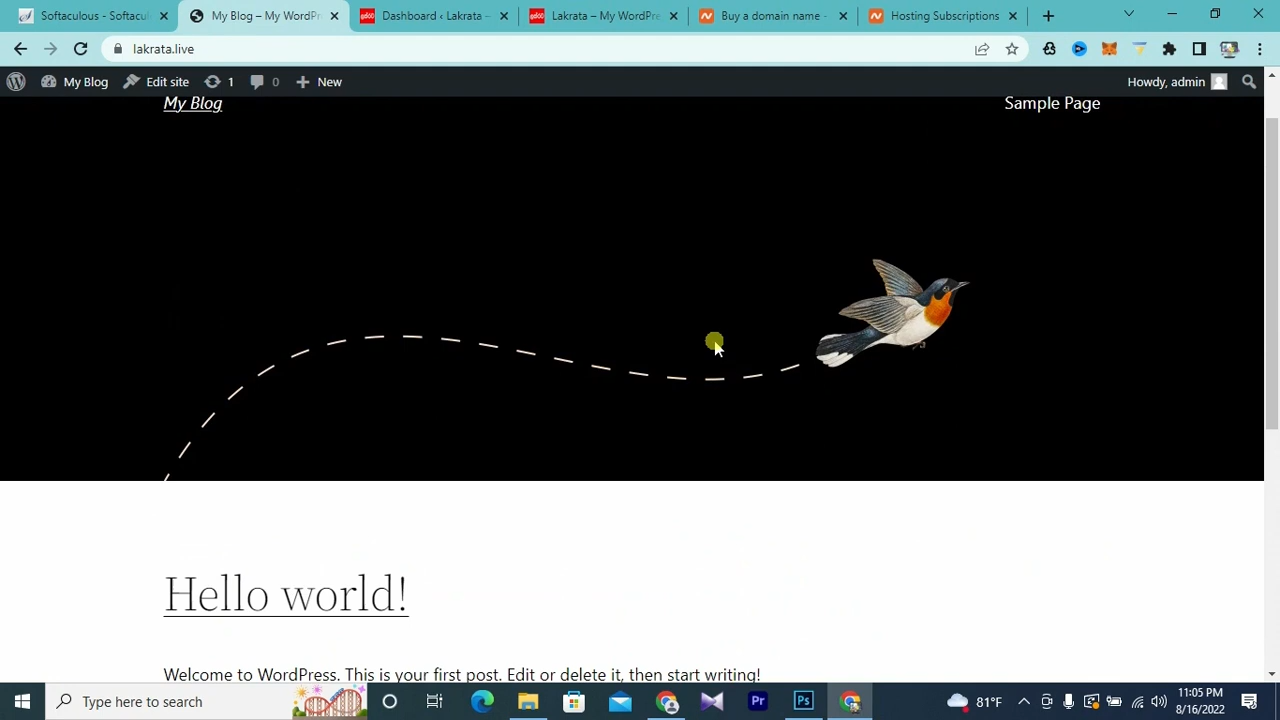 Softaculous - Softacul
My Blog – My WordPr
Dashboard ‹ Lakrata –
Lakrata – My WordPre
Buy a domain name -
Hosting Subscriptions
lakrata.live
My Blog
Edit site
1
0
New
Howdy, admin
My Blog
Sample Page
Hello world!
Welcome to WordPress. This is your first post. Edit or delete it, then start writing!
Type here to search
Pr
Ps
81°F
11:05 PM
8/16/2022